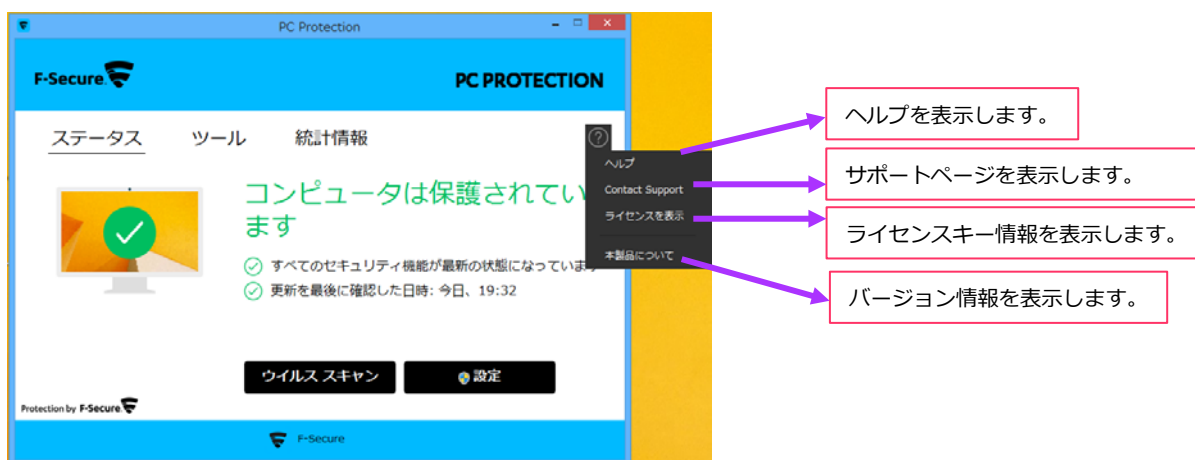 PC Protection
F-Secure.
PC PROTECTION
ステータス ツール 統計情報
?
ヘルプ
Contact Support
ライセンスを表示
本製品について
コンピュータは保護されてい
ます
すべてのセキュリティ機能が最新の状態になっています
更新を最後に確認した日時: 今日、19:32
ウイルス スキャン
設定
Protection by F-Secure.
F-Secure
ヘルプを表示します。
サポートページを表示します。
ライセンスキー情報を表示します。
バージョン情報を表示します。